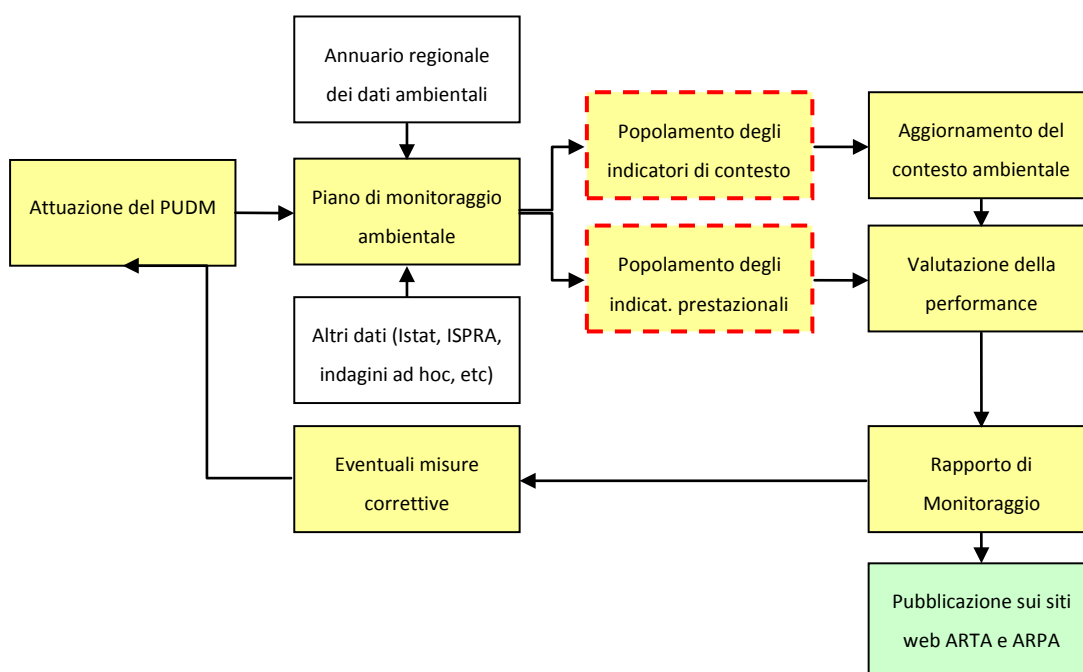 Annuario regionale
dei dati ambientali
Popolamento degli
indicatori di contesto
Aggiornamento del
contesto ambientale
Attuazione del PUDM
Piano di monitoraggio
ambientale
Popolamento degli
indicat. prestazionali
Valutazione della
performance
Altri dati (Istat, ISPRA,
indagini ad hoc, etc)
Eventuali misure
correttive
Rapporto di
Monitoraggio
Pubblicazione sui siti
web ARTA e ARPA